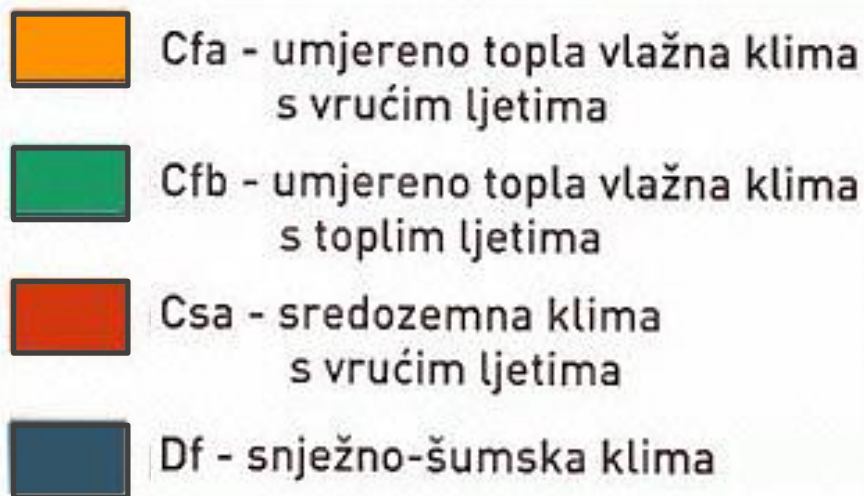 Cfa - umjereno topla vlažna klima
s vrućim ljetima
Cfb - umjereno topla vlažna klima
s toplim ljetima
Csa - sredozemna klima
s vrućim ljetima
Df - snježno-šumska klima